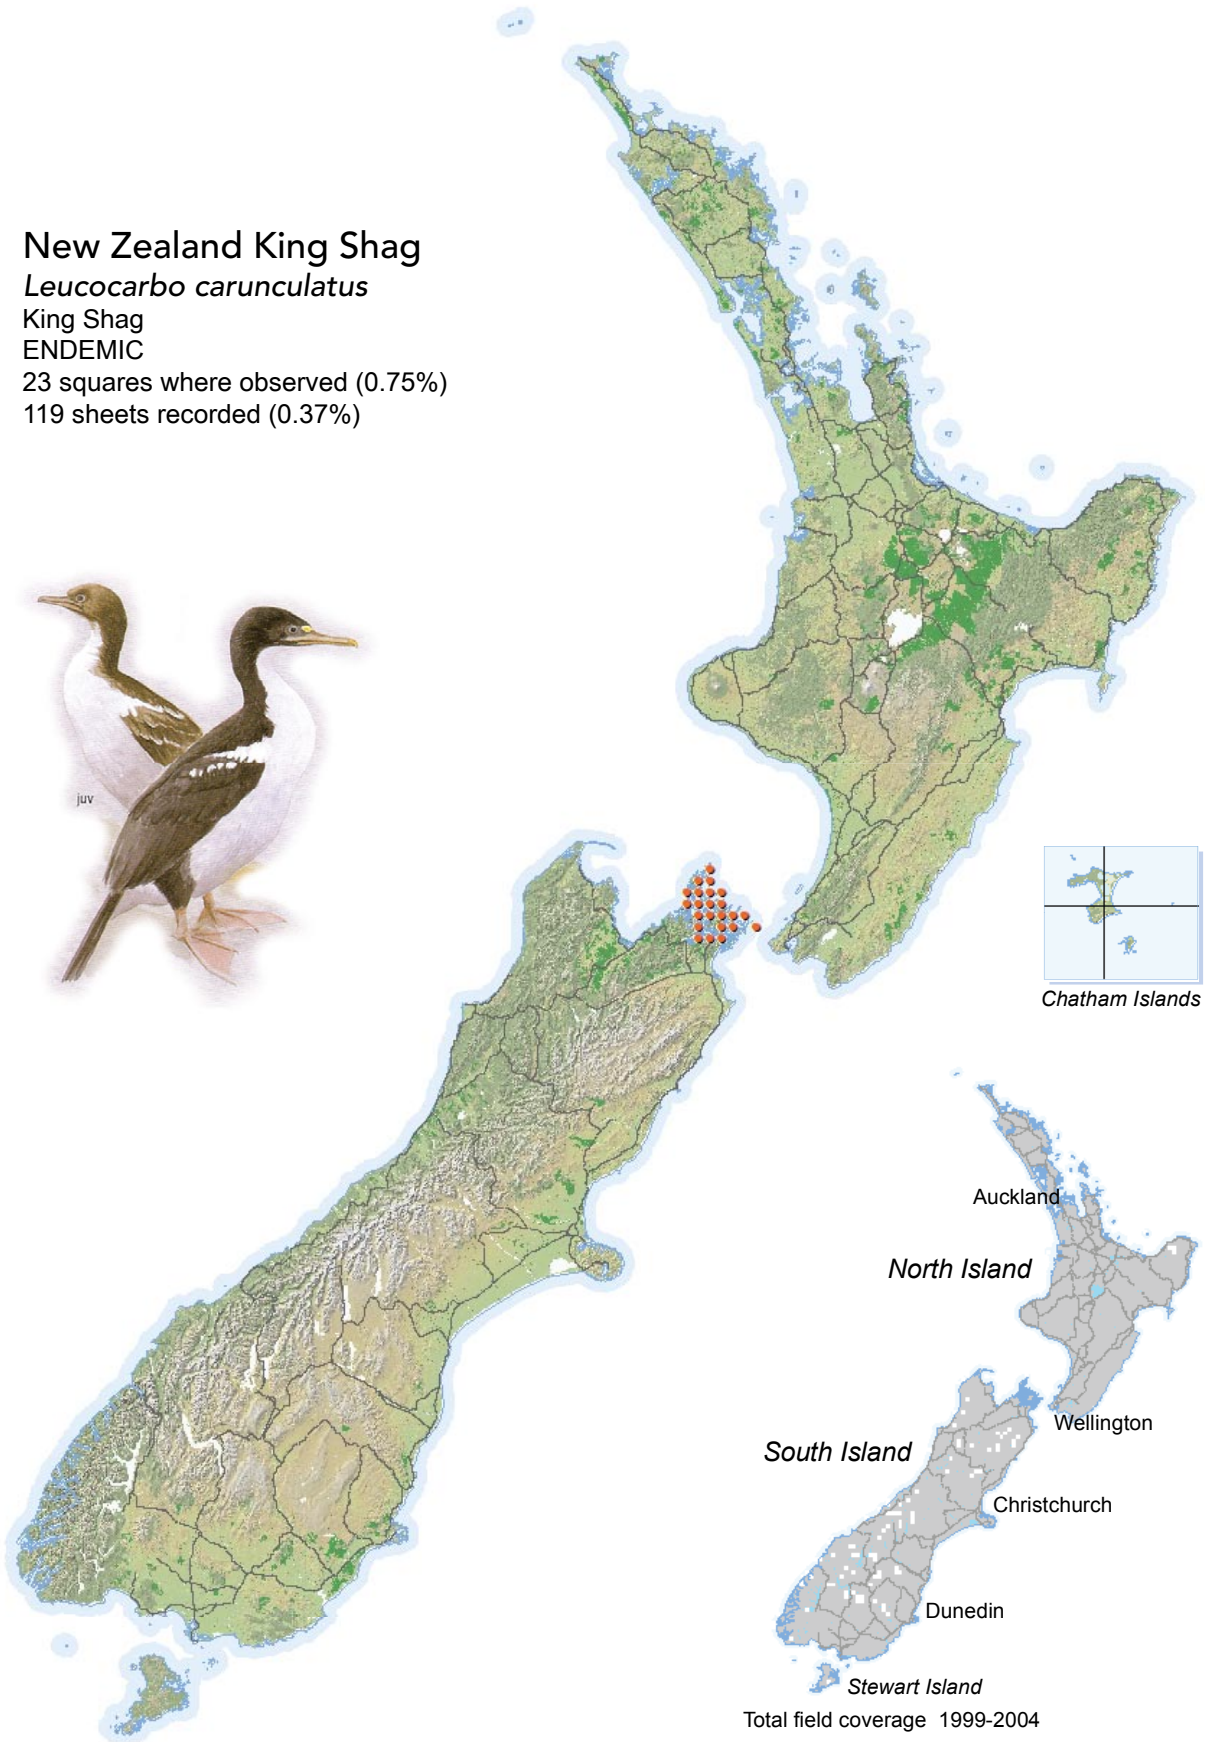 New Zealand King Shag
Leucocarbo carunculatus
King Shag
ENDEMIC
23 squares where observed (0.75%)
119 sheets recorded (0.37%)
juv
Chatham Islands
Auckland
North Island
Wellington
South Island
Christchurch
Dunedin
Stewart Island
Total field coverage 1999-2004